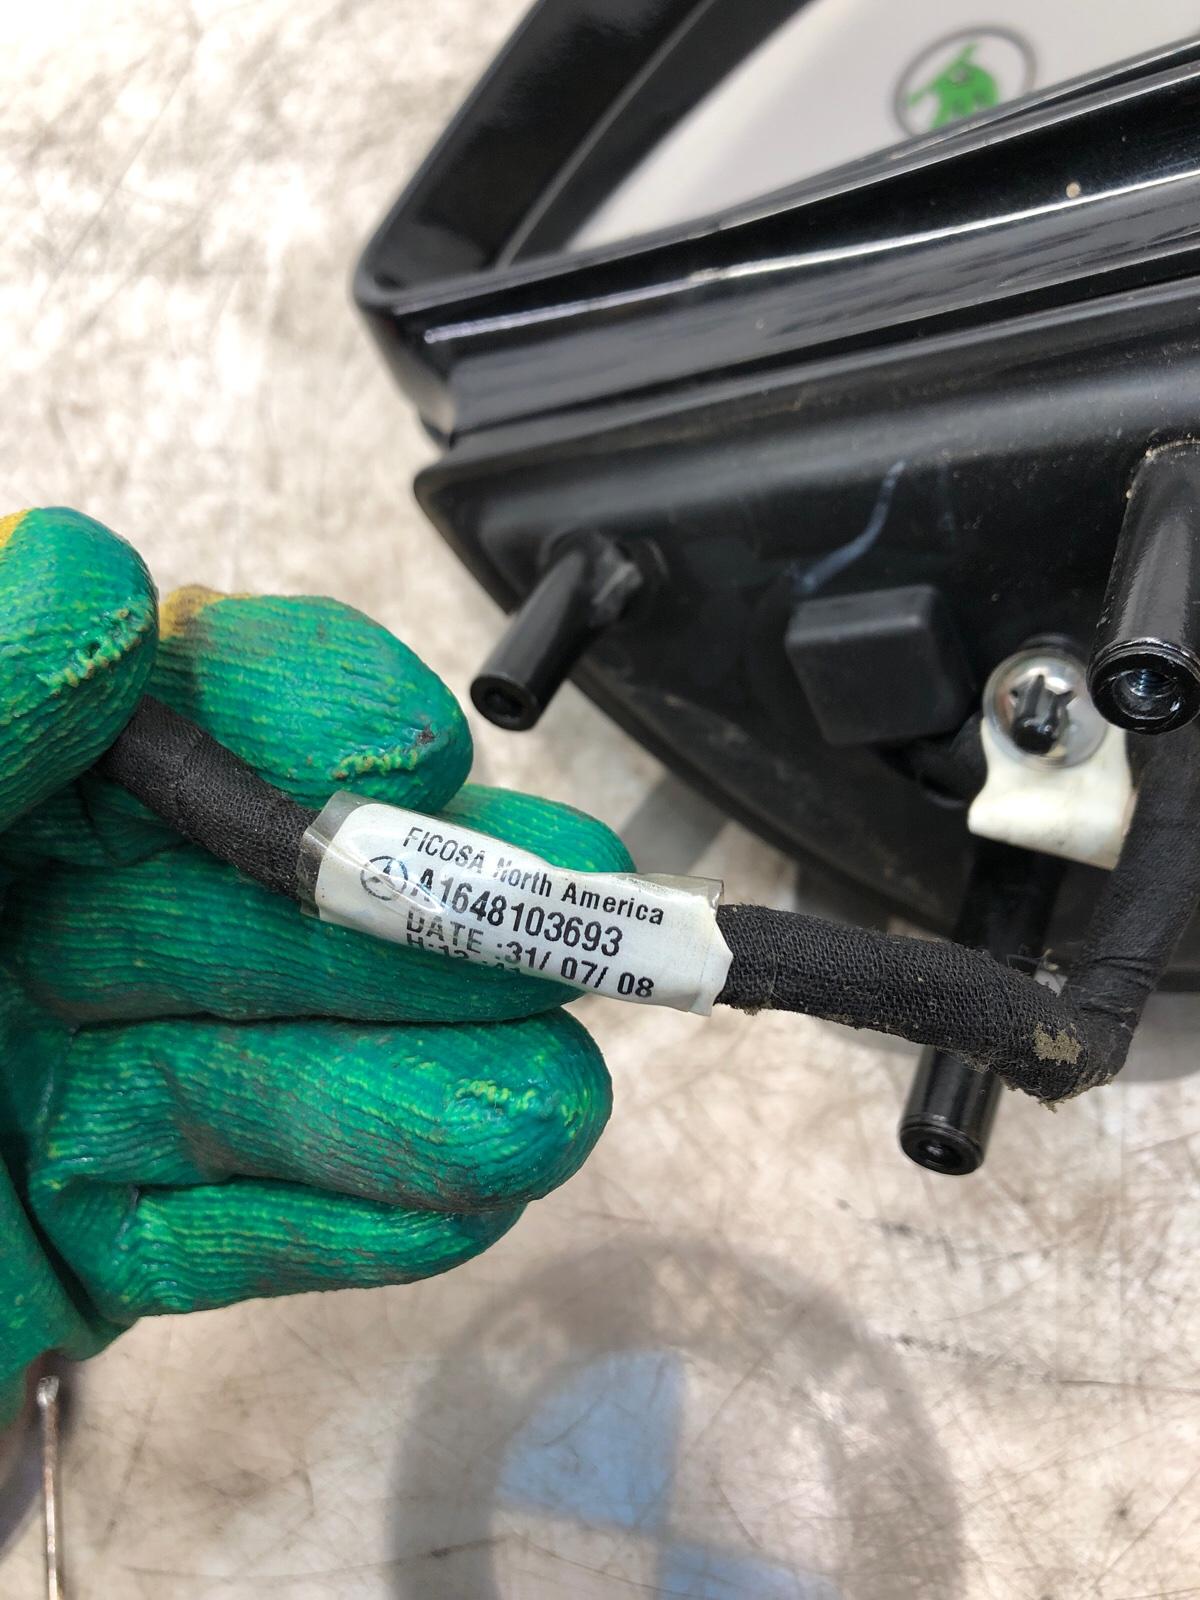 FICOSA North America
A1648103693
DATE :31/ 07/ 08